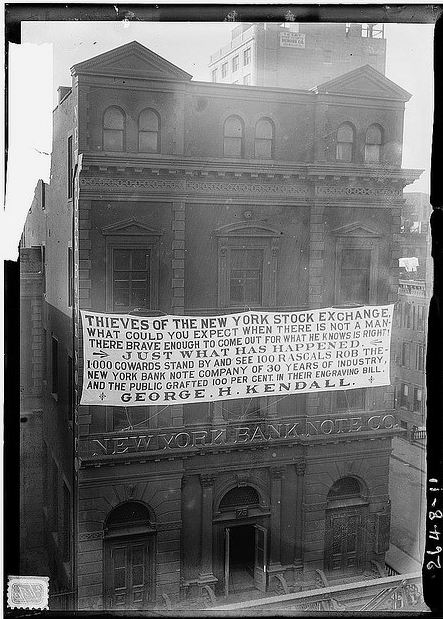 THIEVES OF THE NEW YORK STOCK EXCHANGE,
WHAT COULD YOU EXPECT WHEN THERE IS NOT A MAN-
THERE BRAVE ENOUGH TO COME OUT FOR WHAT HE KNOWS IS RIGHT!
JUST WHAT HAS HAPPENED.
1000 COWARDS STAND BY AND SEE 100 RASCALS ROB THE-
NEW YORK BANK NOTE COMPANY OF 30 YEARS OF INDUSTRY,
AND THE PUBLIC GRAFTED 100 PER CENT. IN THEIR ENGRAVING BILL.
GEORGE. H. KENDALL.
NEW YORK BANK NOTE CO.
75
2648-11